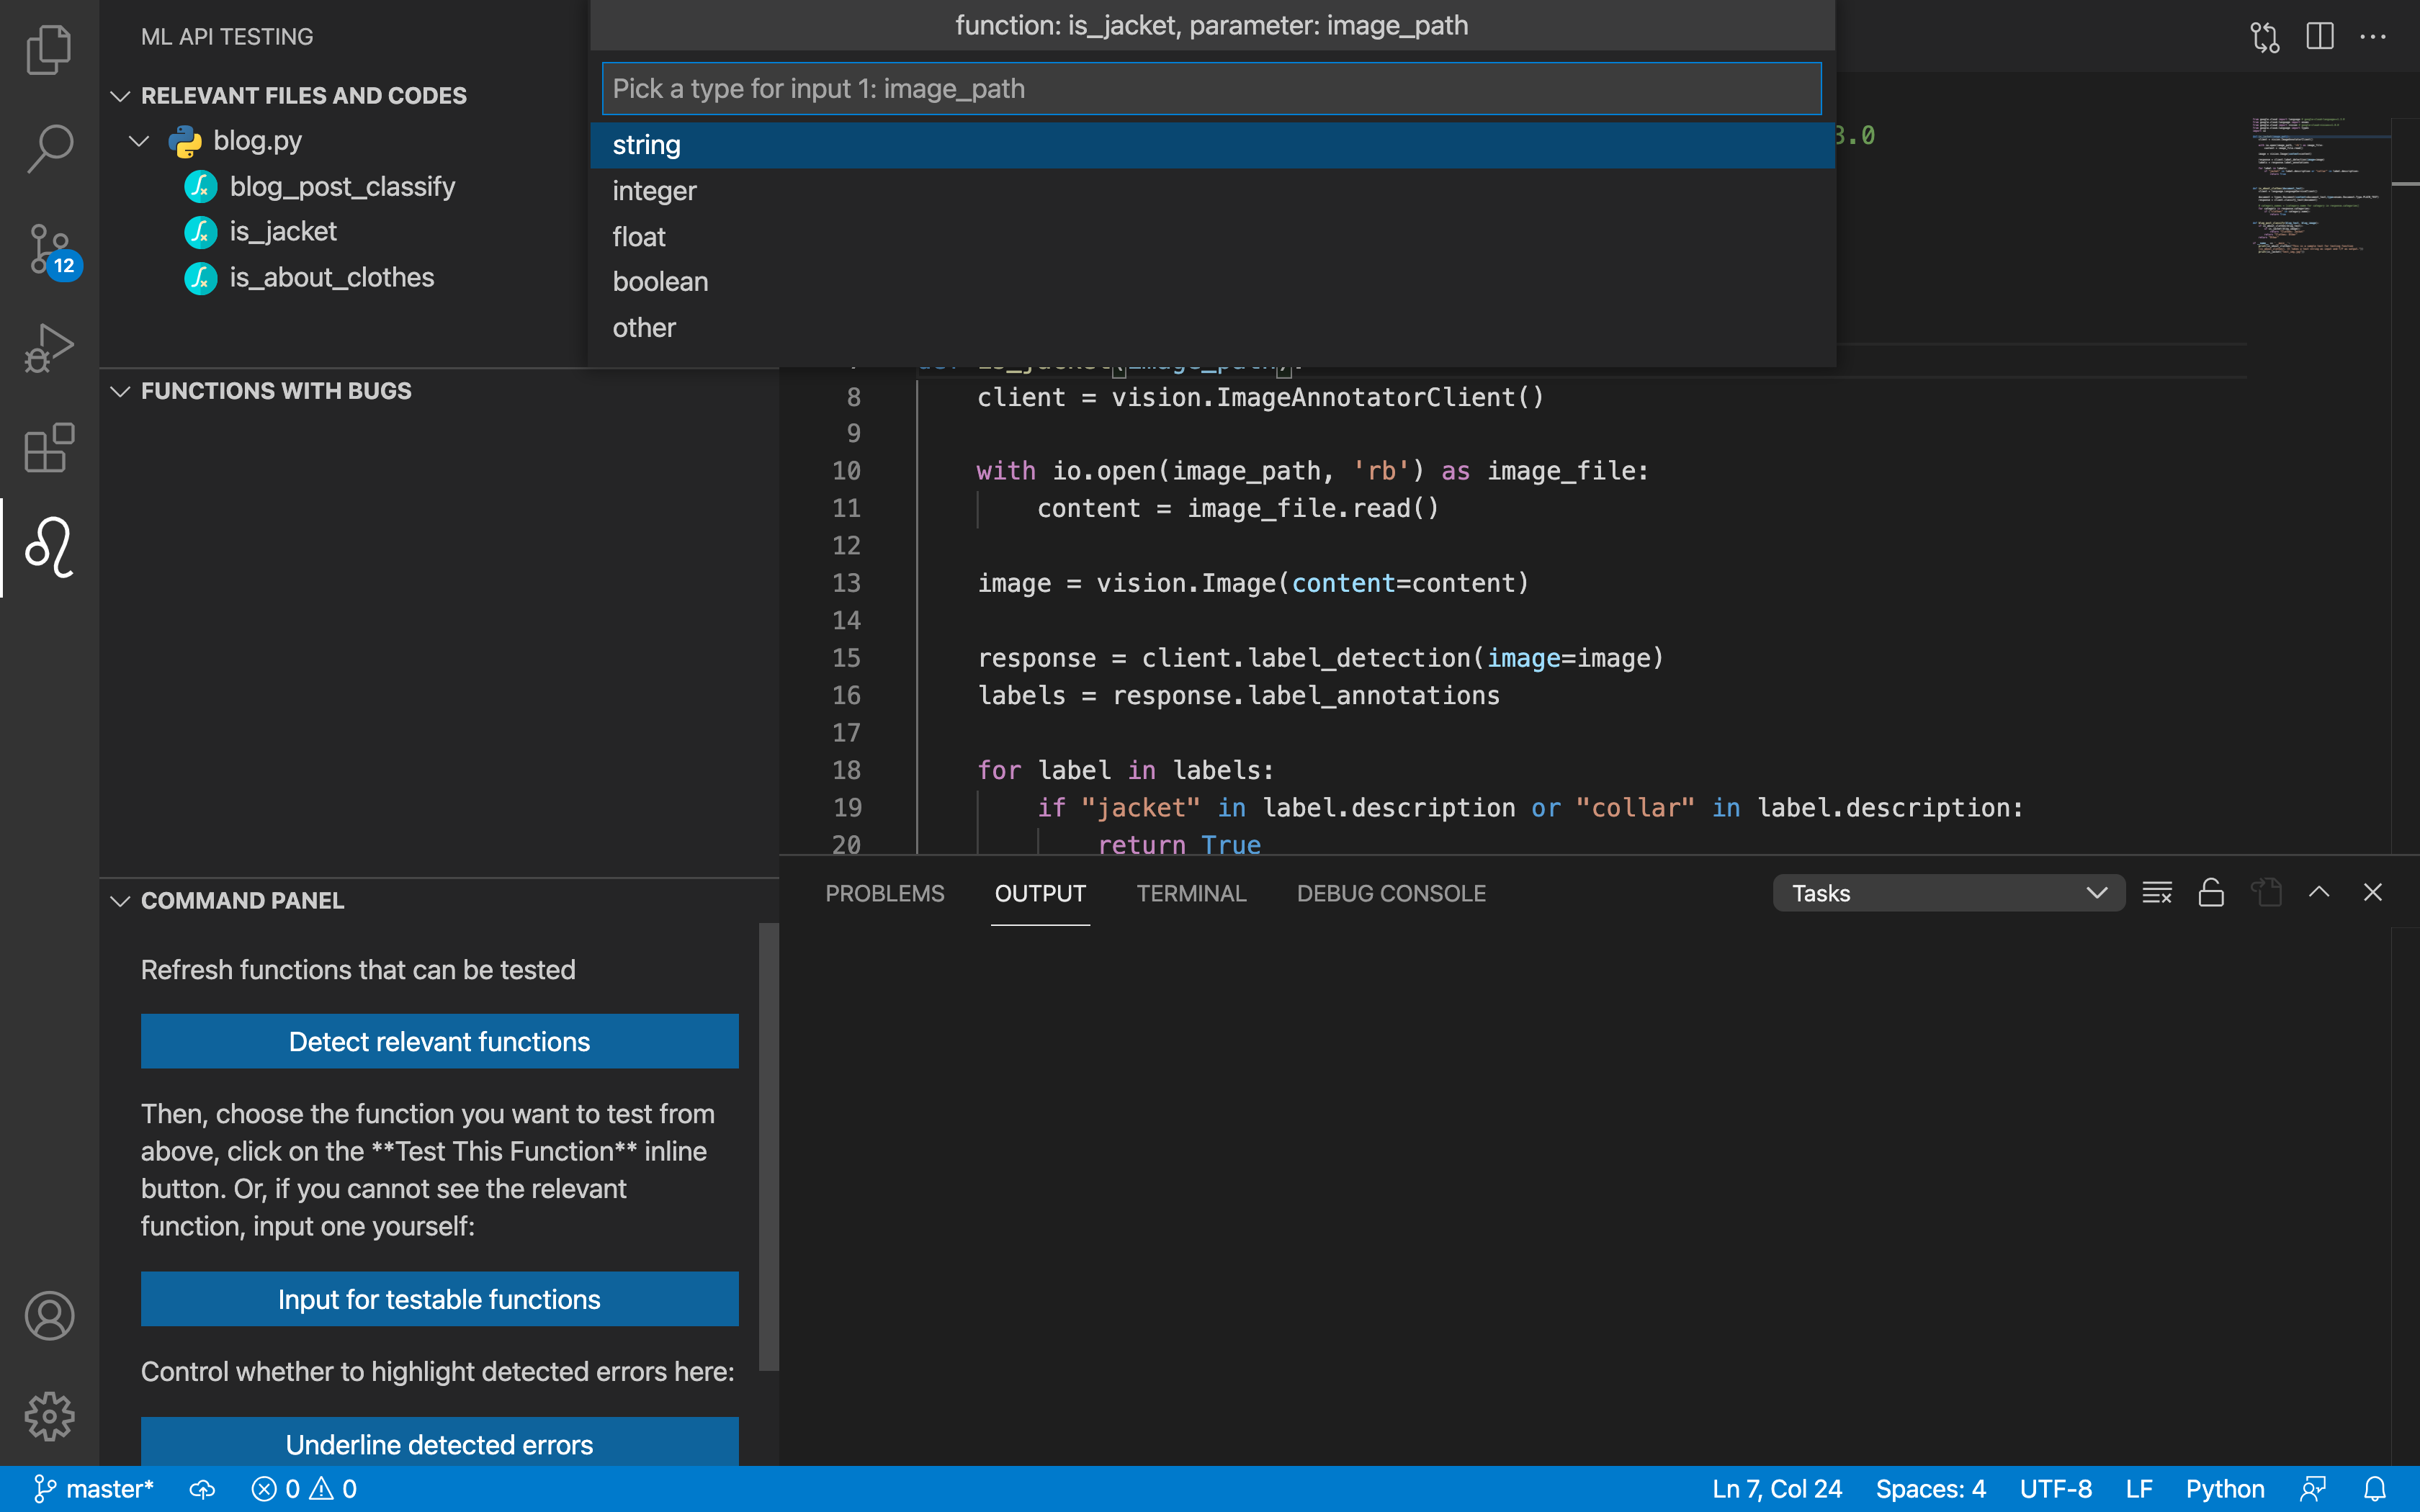 ML API TESTING
RELEVANT FILES AND CODES
blog.py
blog_post_classify
is_jacket
is_about_clothes
12
FUNCTIONS WITH BUGS
COMMAND PANEL
Refresh functions that can be tested
Detect relevant functions
Then, choose the function you want to test from
above, click on the **Test This Function** inline
button. Or, if you cannot see the relevant
function, input one yourself:
Input for testable functions
Control whether to highlight detected errors here:
Underline detected errors
function: is_jacket, parameter: image_path
Pick a type for input 1: image_path
string
integer
float
boolean
other
3.0
8 client = vision.ImageAnnotatorClient()
9
10 with io.open(image_path, 'rb') as image_file:
11 content = image_file.read()
12
13 image = vision.Image(content=content)
14
15 response = client.label_detection(image=image)
16 labels = response.label_annotations
17
18 for label in labels:
19 if "jacket" in label.description or "collar" in label.description:
20 return True
PROBLEMS OUTPUT TERMINAL DEBUG CONSOLE Tasks
master* 0 0 Ln 7, Col 24 Spaces: 4 UTF-8 LF Python